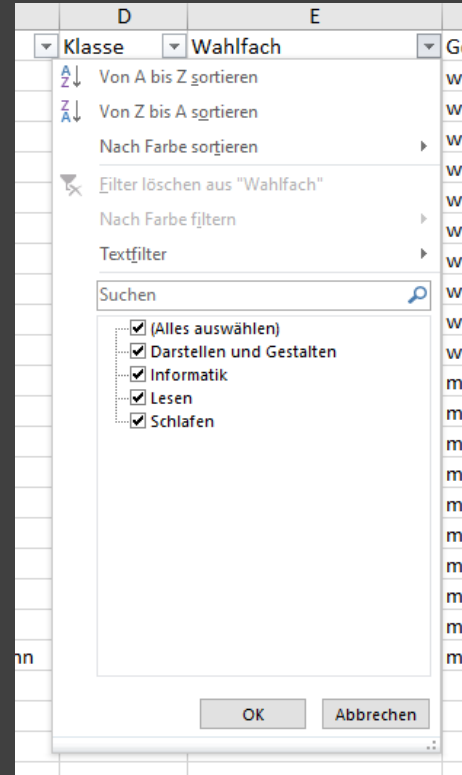 D E
Klasse Wahlfach G
Von A bis Z sortieren
Von Z bis A sortieren
Nach Farbe sortieren
Filter löschen aus "Wahlfach"
Nach Farbe filtern
Textfilter
Suchen
(Alles auswählen)
Darstellen und Gestalten
Informatik
Lesen
Schlafen
OK Abbrechen
w
w
w
w
w
w
w
w
w
w
m
m
m
m
m
m
m
m
m
nn m